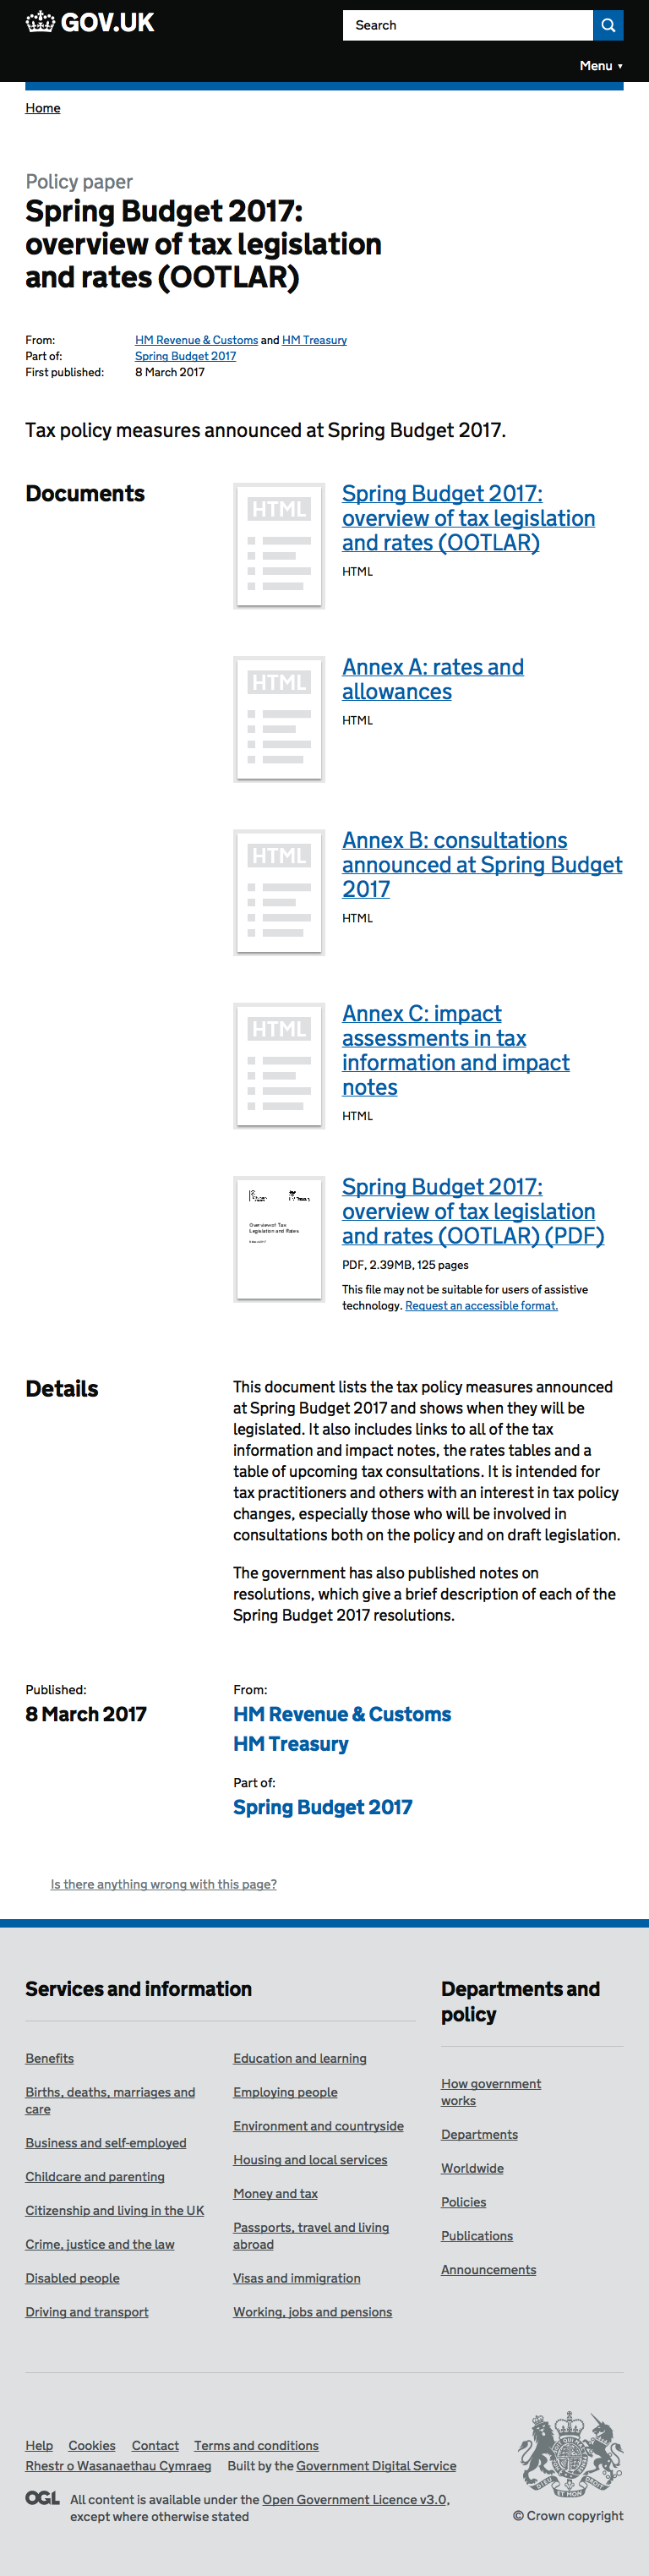 GOV.UK
Search
Menu ▼
Home
Policy paper
Spring Budget 2017:
overview of tax legislation
and rates (OOTLAR)
From: HM Revenue & Customs and HM Treasury
Part of: Spring Budget 2017
First published: 8 March 2017
Tax policy measures announced at Spring Budget 2017.
Documents
HTML
Spring Budget 2017:
overview of tax legislation
and rates (OOTLAR)
HTML
HTML
Annex A: rates and
allowances
HTML
HTML
Annex B: consultations
announced at Spring Budget
2017
HTML
HTML
Annex C: impact
assessments in tax
information and impact
notes
HTML
Overview of Tax
Legislation and Rates
Spring Budget 2017:
overview of tax legislation
and rates (OOTLAR) (PDF)
PDF, 2.39MB, 125 pages
This file may not be suitable for users of assistive
technology. Request an accessible format.
Details
This document lists the tax policy measures announced
at Spring Budget 2017 and shows when they will be
legislated. It also includes links to all of the tax
information and impact notes, the rates tables and a
table of upcoming tax consultations. It is intended for
tax practitioners and others with an interest in tax policy
changes, especially those who will be involved in
consultations both on the policy and on draft legislation.
The government has also published notes on
resolutions, which give a brief description of each of the
Spring Budget 2017 resolutions.
Published:
8 March 2017
From:
HM Revenue & Customs
HM Treasury
Part of:
Spring Budget 2017
Is there anything wrong with this page?
Services and information
Benefits
Births, deaths, marriages and
care
Business and self-employed
Childcare and parenting
Citizenship and living in the UK
Crime, justice and the law
Disabled people
Driving and transport
Education and learning
Employing people
Environment and countryside
Housing and local services
Money and tax
Passports, travel and living
abroad
Visas and immigration
Working, jobs and pensions
Departments and
policy
How government
works
Departments
Worldwide
Policies
Publications
Announcements
Help Cookies Contact Terms and conditions
Rhestr o Wasanaethau Cymraeg Built by the Government Digital Service
OGL All content is available under the Open Government Licence v3.0,
except where otherwise stated
© Crown copyright